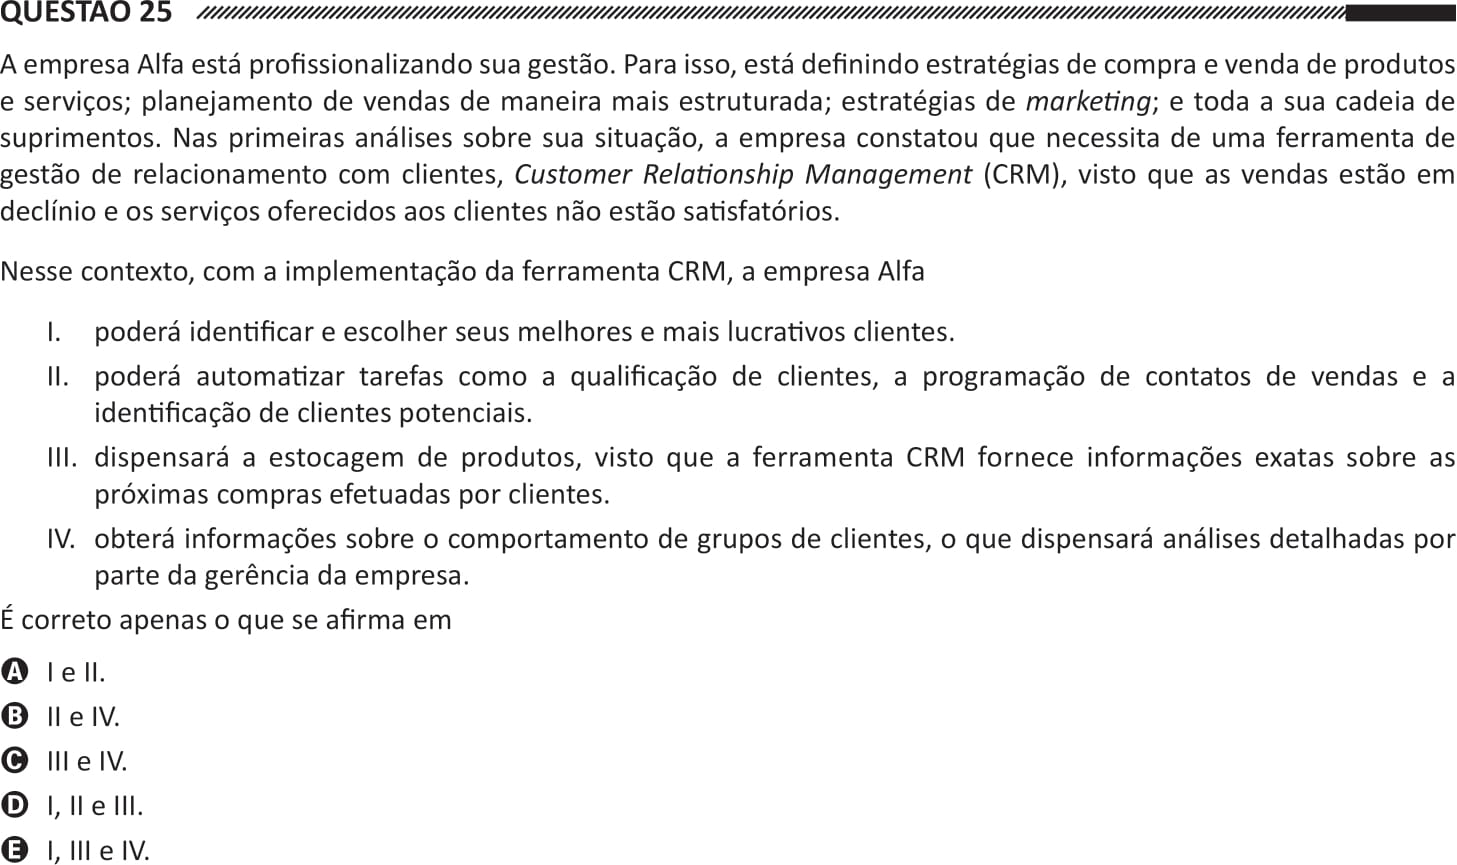 QUESTÃO 25
A empresa Alfa está profissionalizando sua gestão. Para isso, está definindo estratégias de compra e venda de produtos
e serviços; planejamento de vendas de maneira mais estruturada; estratégias de marketing; e toda a sua cadeia de
suprimentos. Nas primeiras análises sobre sua situação, a empresa constatou que necessita de uma ferramenta de
gestão de relacionamento com clientes, Customer Relationship Management (CRM), visto que as vendas estão em
declínio e os serviços oferecidos aos clientes não estão satisfatórios.
Nesse contexto, com a implementação da ferramenta CRM, a empresa Alfa
I. poderá identificar e escolher seus melhores e mais lucrativos clientes.
II. poderá automatizar tarefas como a qualificação de clientes, a programação de contatos de vendas e a
identificação de clientes potenciais.
III. dispensará a estocagem de produtos, visto que a ferramenta CRM fornece informações exatas sobre as
próximas compras efetuadas por clientes.
IV. obterá informações sobre o comportamento de grupos de clientes, o que dispensará análises detalhadas por
parte da gerência da empresa.
É correto apenas o que se afirma em
A I e II.
B II e IV.
C III e IV.
D I, II e III.
E I, III e IV.